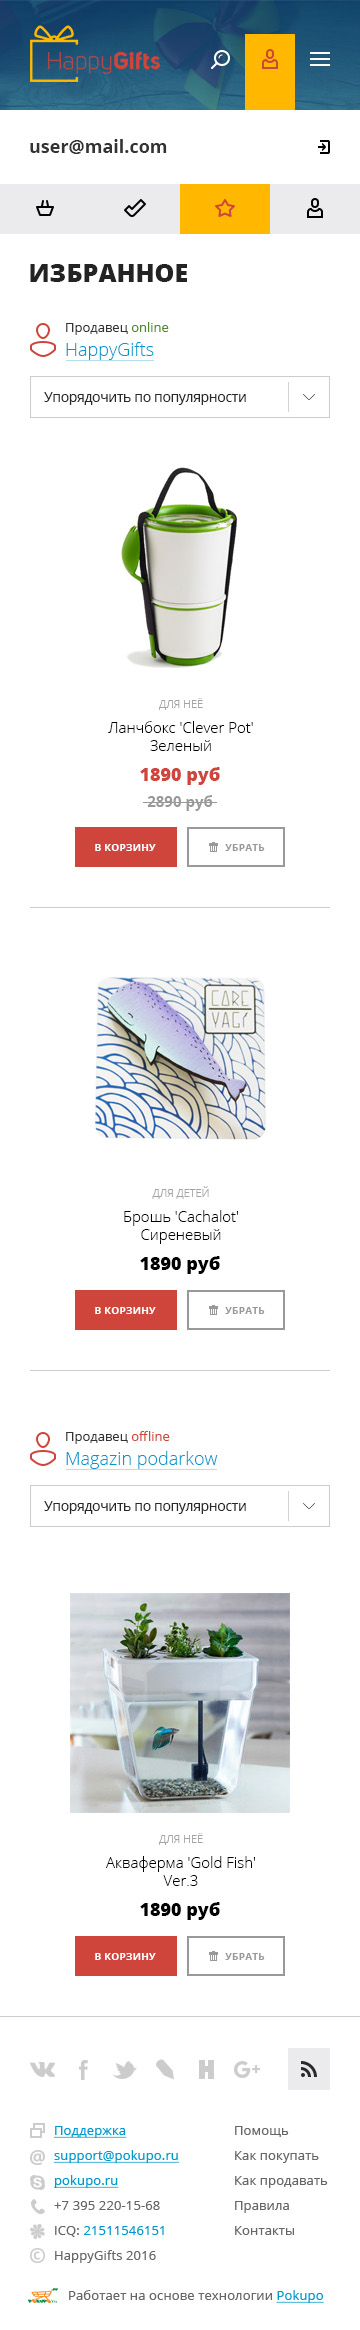 HappyGifts
user@mail.com
ИЗБРАННОЕ
Продавец online
HappyGifts
Упорядочить по популярности
ДЛЯ НЕЁ
Ланчбокс 'Clever Pot'
Зеленый
1890 руб
2890 руб
В КОРЗИНУ
УБРАТЬ
CARE
YAGI
ДЛЯ ДЕТЕЙ
Брошь 'Cachalot'
Сиреневый
1890 руб
В КОРЗИНУ
УБРАТЬ
Продавец offline
Magazin podarkow
Упорядочить по популярности
ДЛЯ НЕЁ
Акваферма 'Gold Fish'
Ver.3
1890 руб
В КОРЗИНУ
УБРАТЬ
Поддержка
support@pokupo.ru
pokupo.ru
+7 395 220-15-68
ICQ: 21511546151
HappyGifts 2016
Помощь
Как покупать
Как продавать
Правила
Контакты
Работает на основе технологии Pokupo